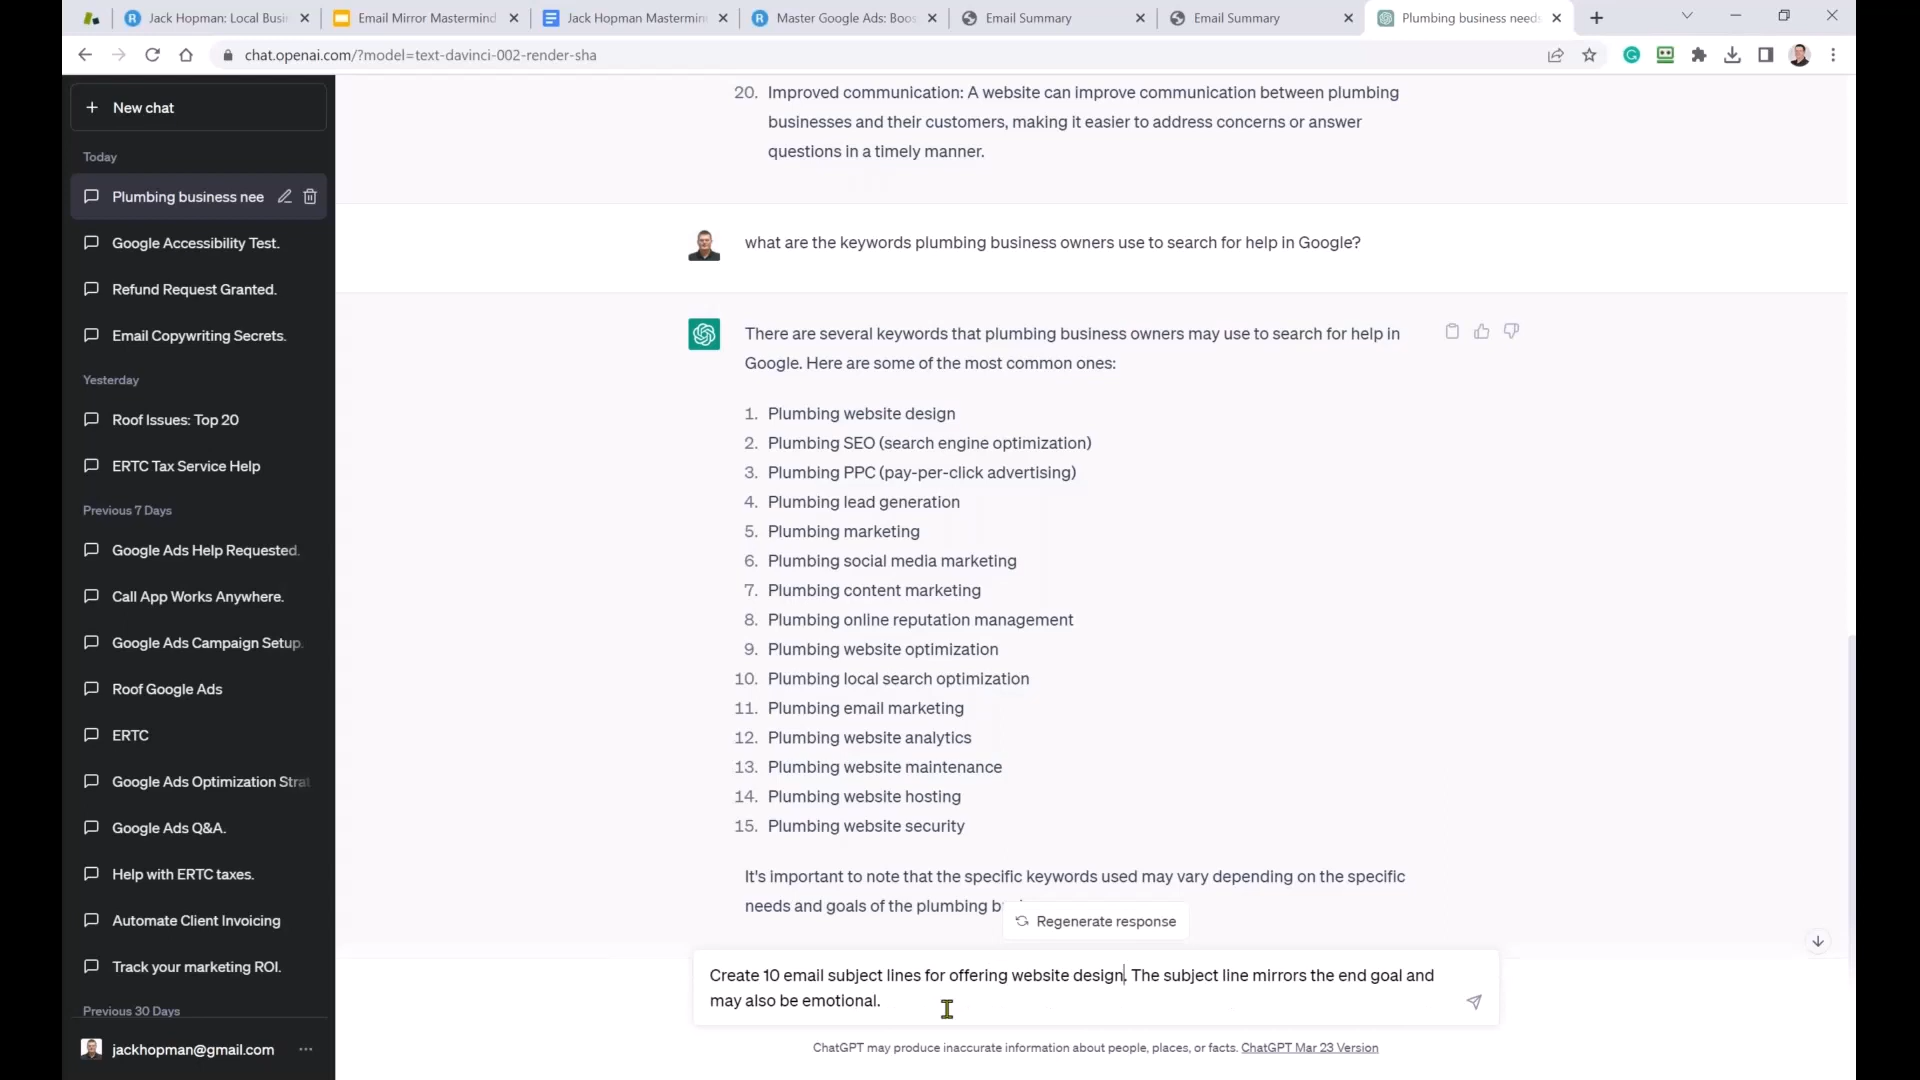 Jack Hopman: Local Busi
Email Mirror Mastermind
Jack Hopman Mastermin
Master Google Ads: Boos
Email Summary
Email Summary
Plumbing business need
chat.openai.com/?model=text-davinci-002-render-sha
New chat
Today
Plumbing business nee
Google Accessibility Test.
Refund Request Granted.
Email Copywriting Secrets.
Yesterday
Roof Issues: Top 20
ERTC Tax Service Help
Previous 7 Days
Google Ads Help Requested.
Call App Works Anywhere.
Google Ads Campaign Setup.
Roof Google Ads
ERTC
Google Ads Optimization Strat
Google Ads Q&A.
Help with ERTC taxes.
Automate Client Invoicing
Track your marketing ROI.
Previous 30 Days
jackhopman@gmail.com
20. Improved communication: A website can improve communication between plumbing
businesses and their customers, making it easier to address concerns or answer
questions in a timely manner.
what are the keywords plumbing business owners use to search for help in Google?
There are several keywords that plumbing business owners may use to search for help in
Google. Here are some of the most common ones:
1. Plumbing website design
2. Plumbing SEO (search engine optimization)
3. Plumbing PPC (pay-per-click advertising)
4. Plumbing lead generation
5. Plumbing marketing
6. Plumbing social media marketing
7. Plumbing content marketing
8. Plumbing online reputation management
9. Plumbing website optimization
10. Plumbing local search optimization
11. Plumbing email marketing
12. Plumbing website analytics
13. Plumbing website maintenance
14. Plumbing website hosting
15. Plumbing website security
It's important to note that the specific keywords used may vary depending on the specific
needs and goals of the plumbing
Regenerate response
Create 10 email subject lines for offering website design. The subject line mirrors the end goal and
may also be emotional.
ChatGPT may produce inaccurate information about people, places, or facts. ChatGPT Mar 23 Version